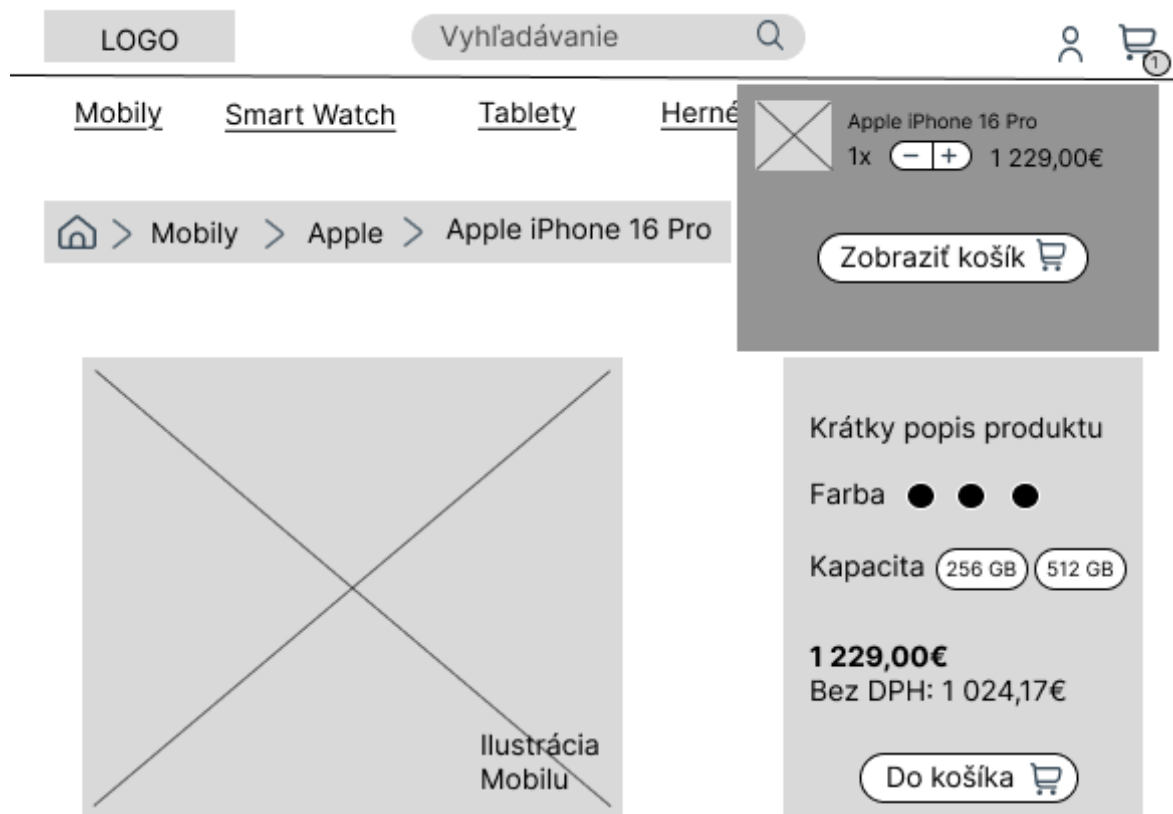 LOGO
Vyhľadávanie
1
Mobily
Smart Watch
Tablety
Herné
Apple iPhone 16 Pro
1x − + 1 229,00€
Zobraziť košík
Mobily > Apple > Apple iPhone 16 Pro
Ilustrácia
Mobilu
Krátky popis produktu
Farba
Kapacita 256 GB 512 GB
1 229,00€
Bez DPH: 1 024,17€
Do košíka